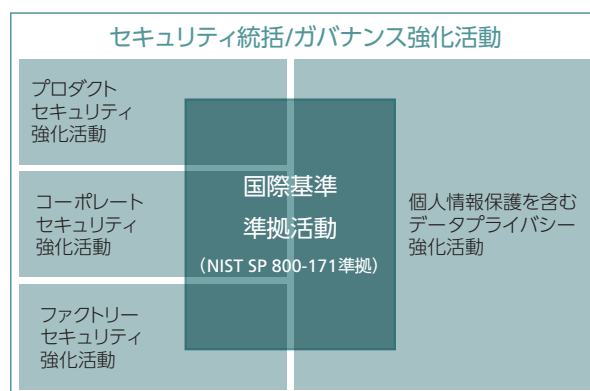 セキュリティ統括/ガバナンス強化活動
プロダクト
セキュリティ
強化活動
コーポレート
セキュリティ
強化活動
ファクトリー
セキュリティ
強化活動
国際基準
準拠活動
（NIST SP 800-171準拠）
個人情報保護を含む
データプライバシー
強化活動